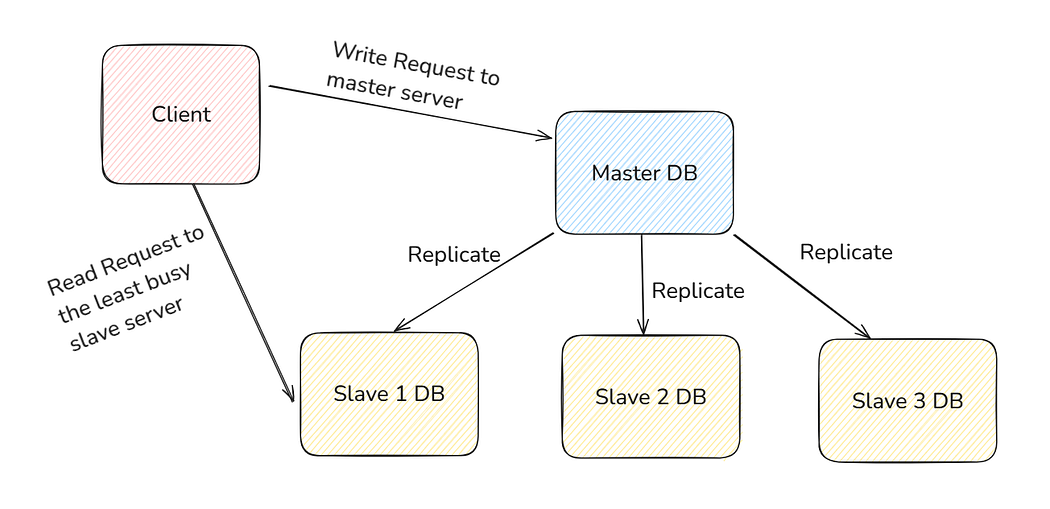 Client
Write Request to
master server
Master DB
Read Request to
the least busy
slave server
Replicate
Replicate
Replicate
Slave 1 DB
Slave 2 DB
Slave 3 DB